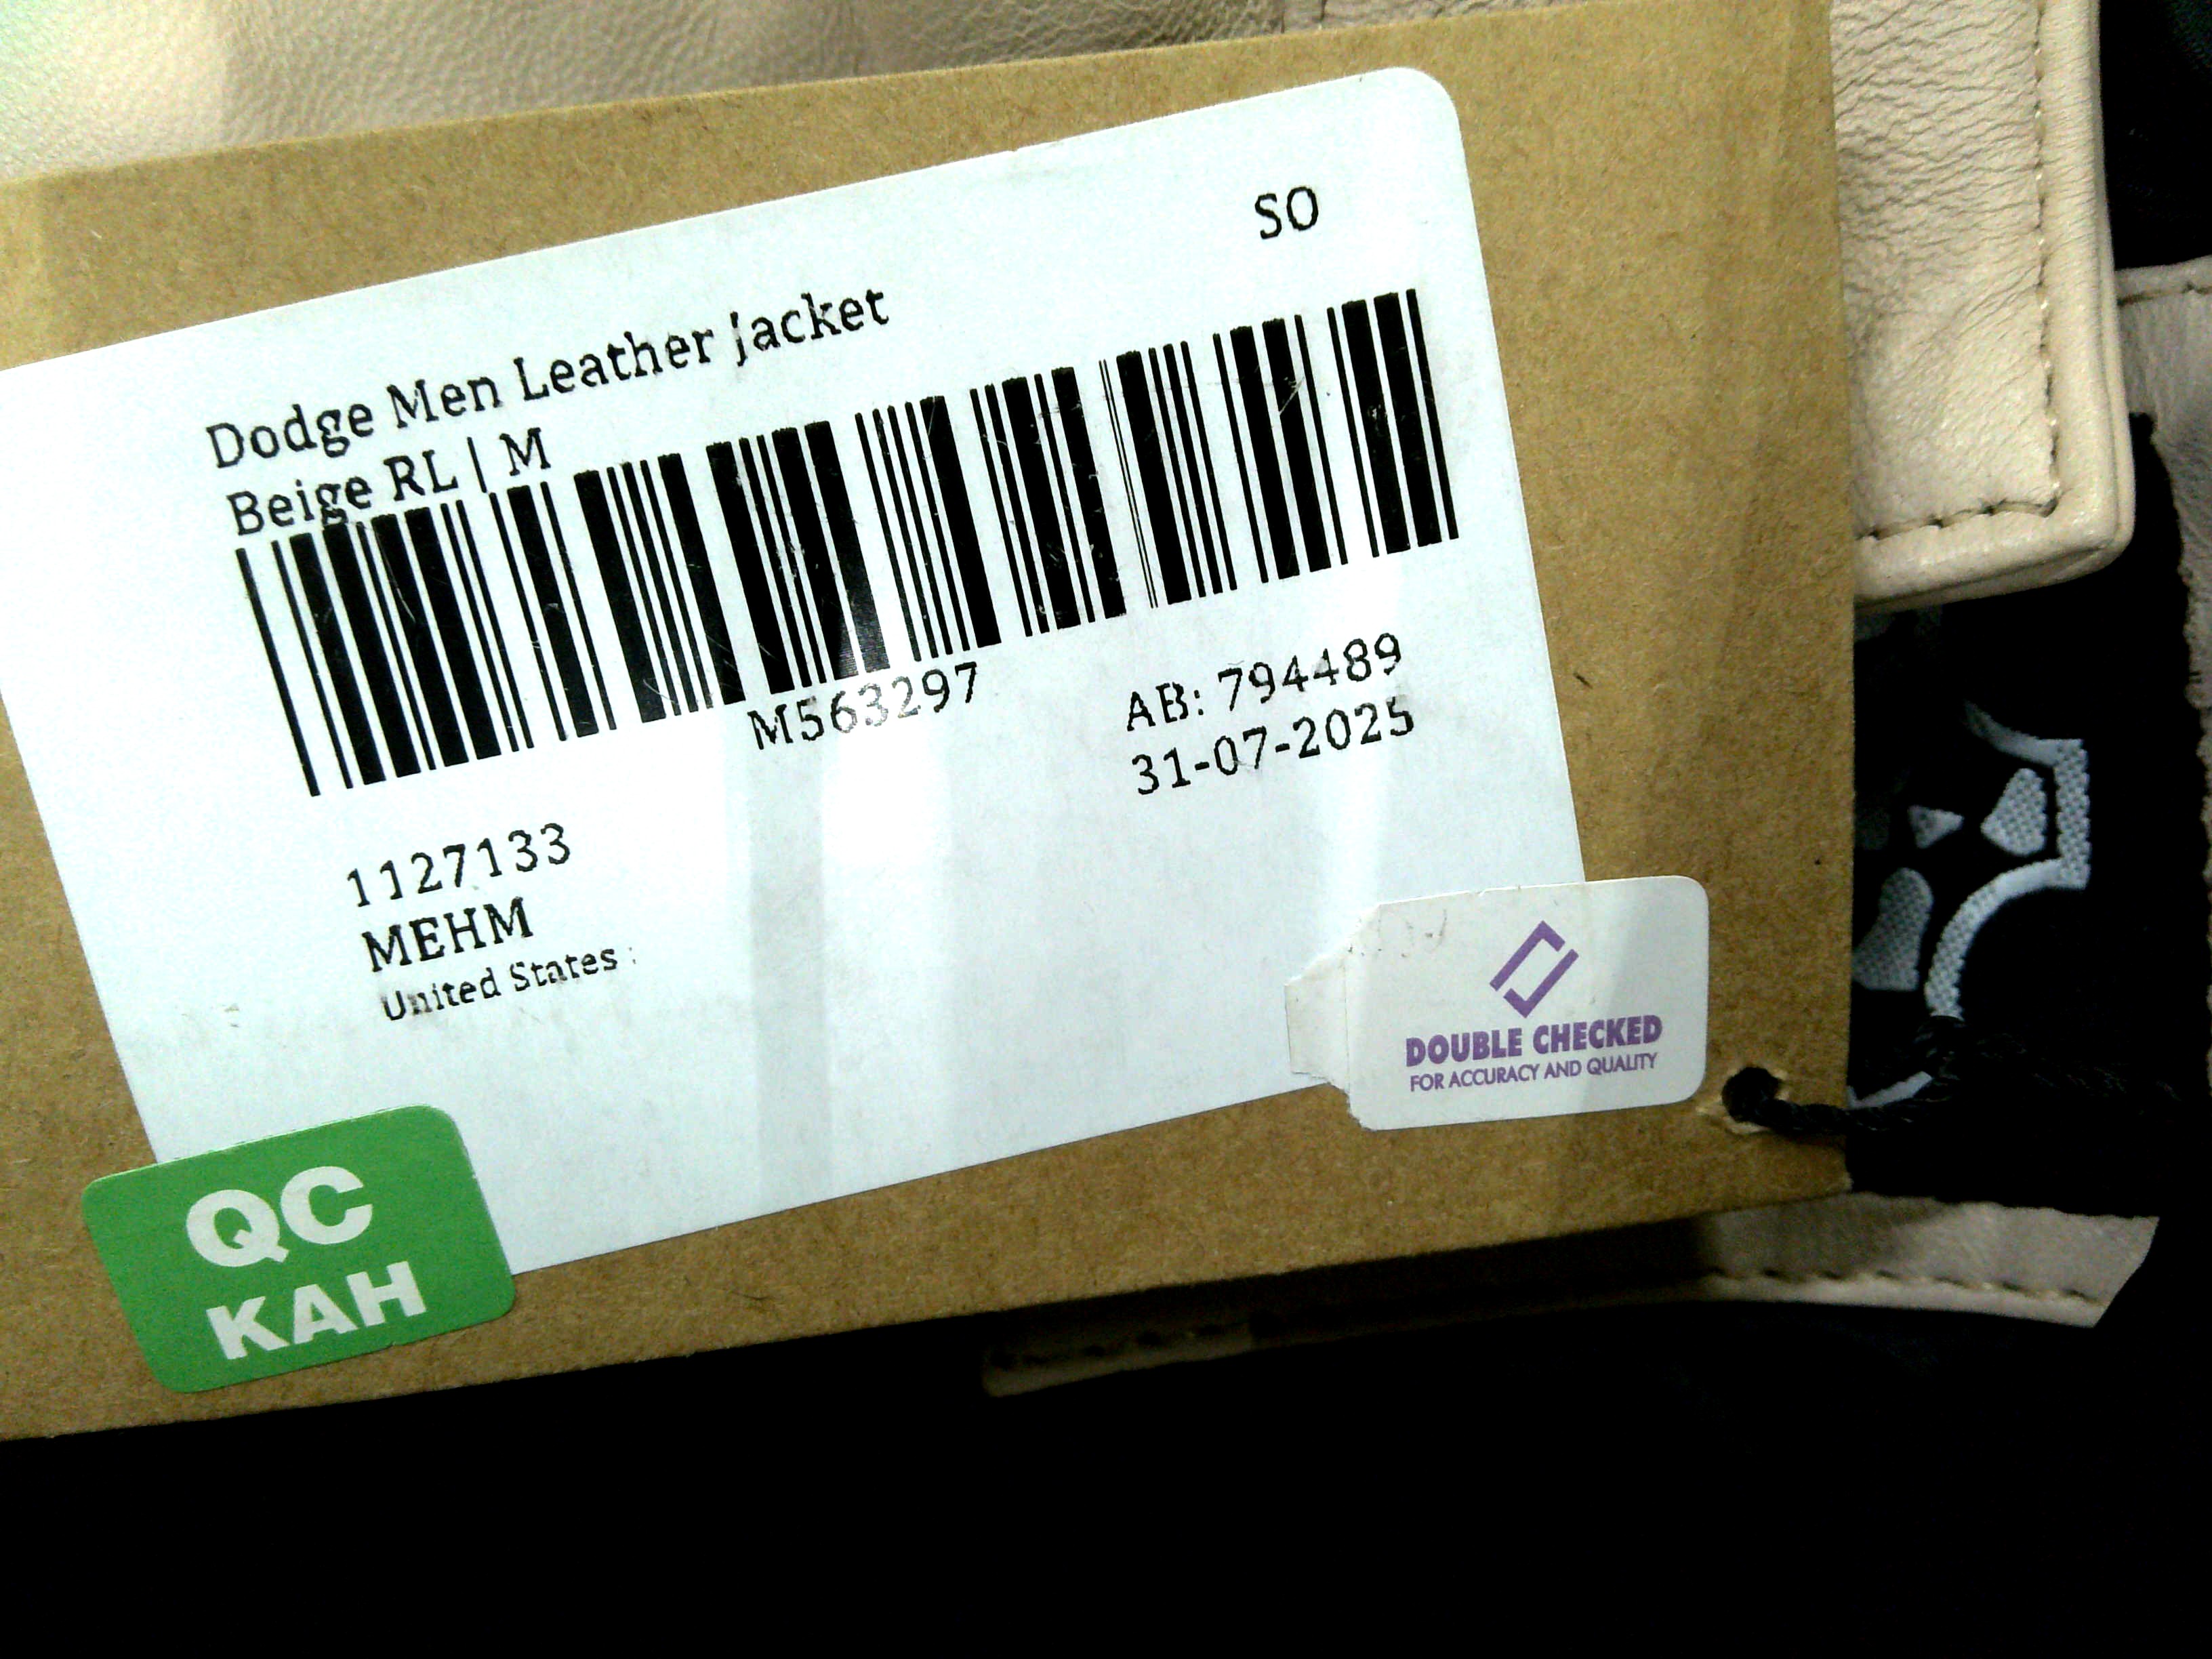 SO
Dodge Men Leather Jacket
Beige RL | M
M563297
AB: 794489
31-07-2025
1127133
MEHM
United States :
DOUBLE CHECKED
FOR ACCURACY AND QUALITY
QC
KAH